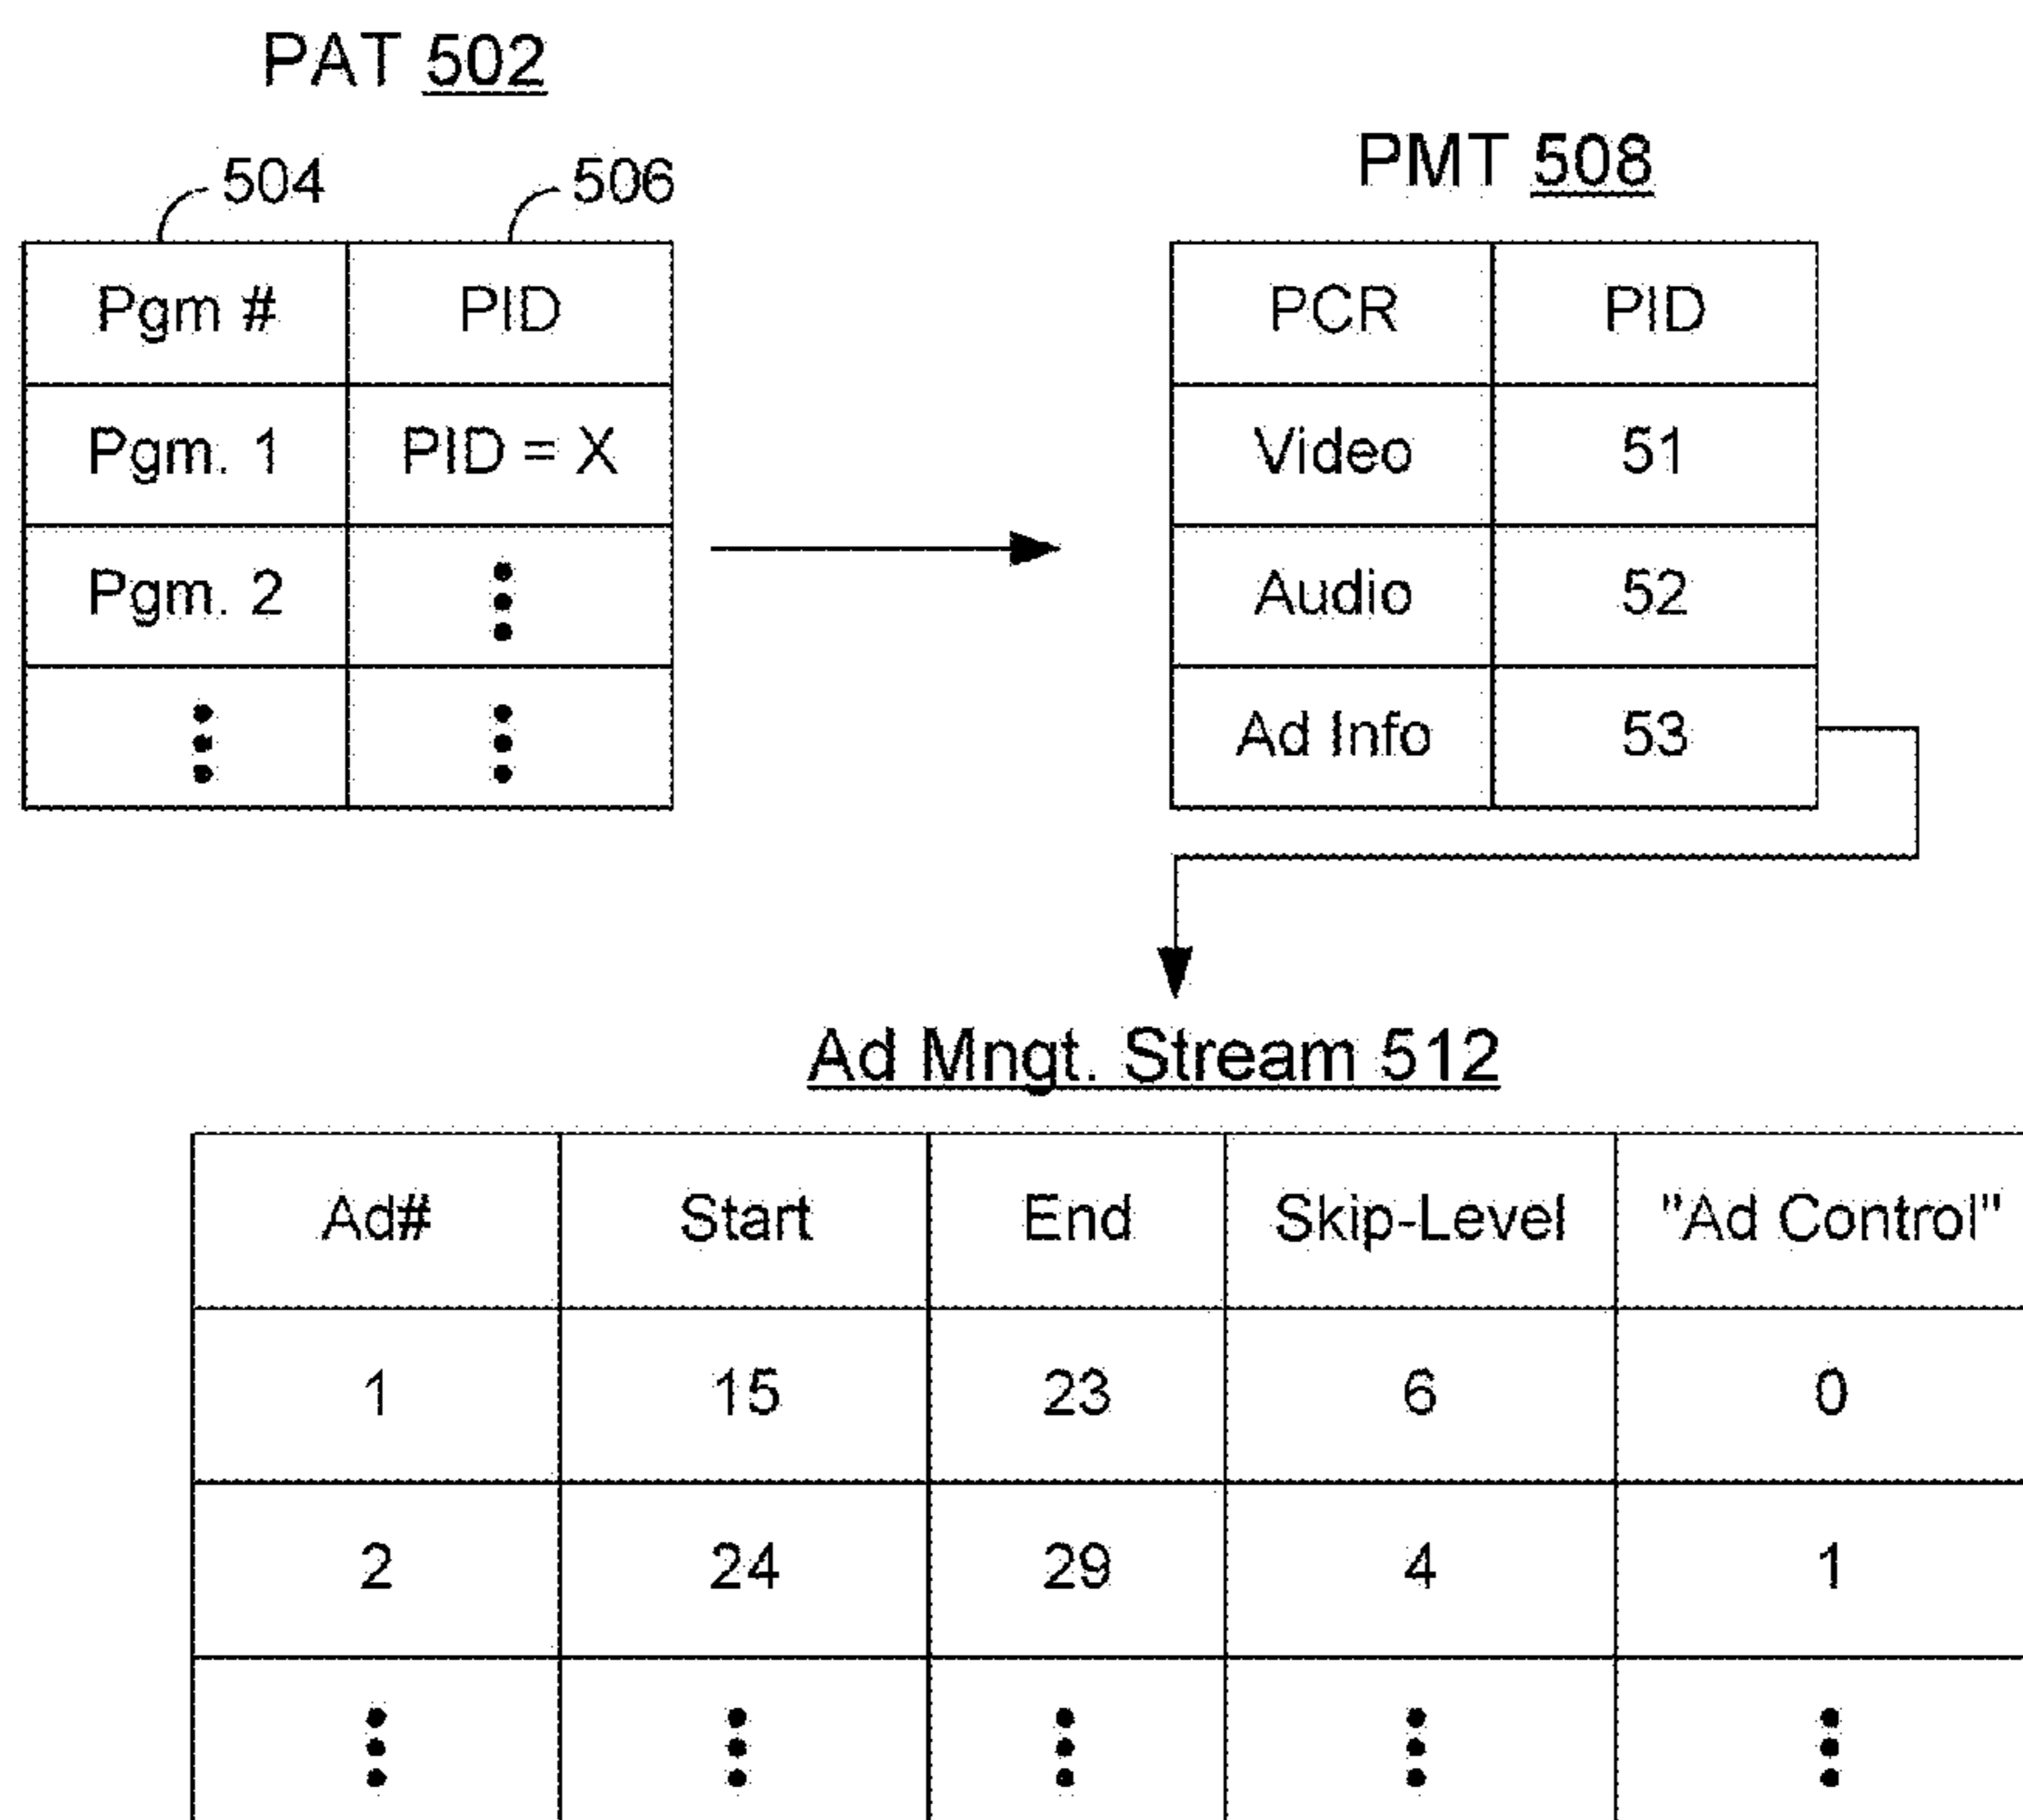 PAT 502
504 506
Pgm # PID
Pgm. 1 PID = X
Pgm. 2
PMT 508
PCR PID
Video 51
Audio 52
Ad Info 53
Ad Mngt. Stream 512
Ad# Start End Skip-Level "Ad Control"
1 15 23 6 0
2 24 29 4 1